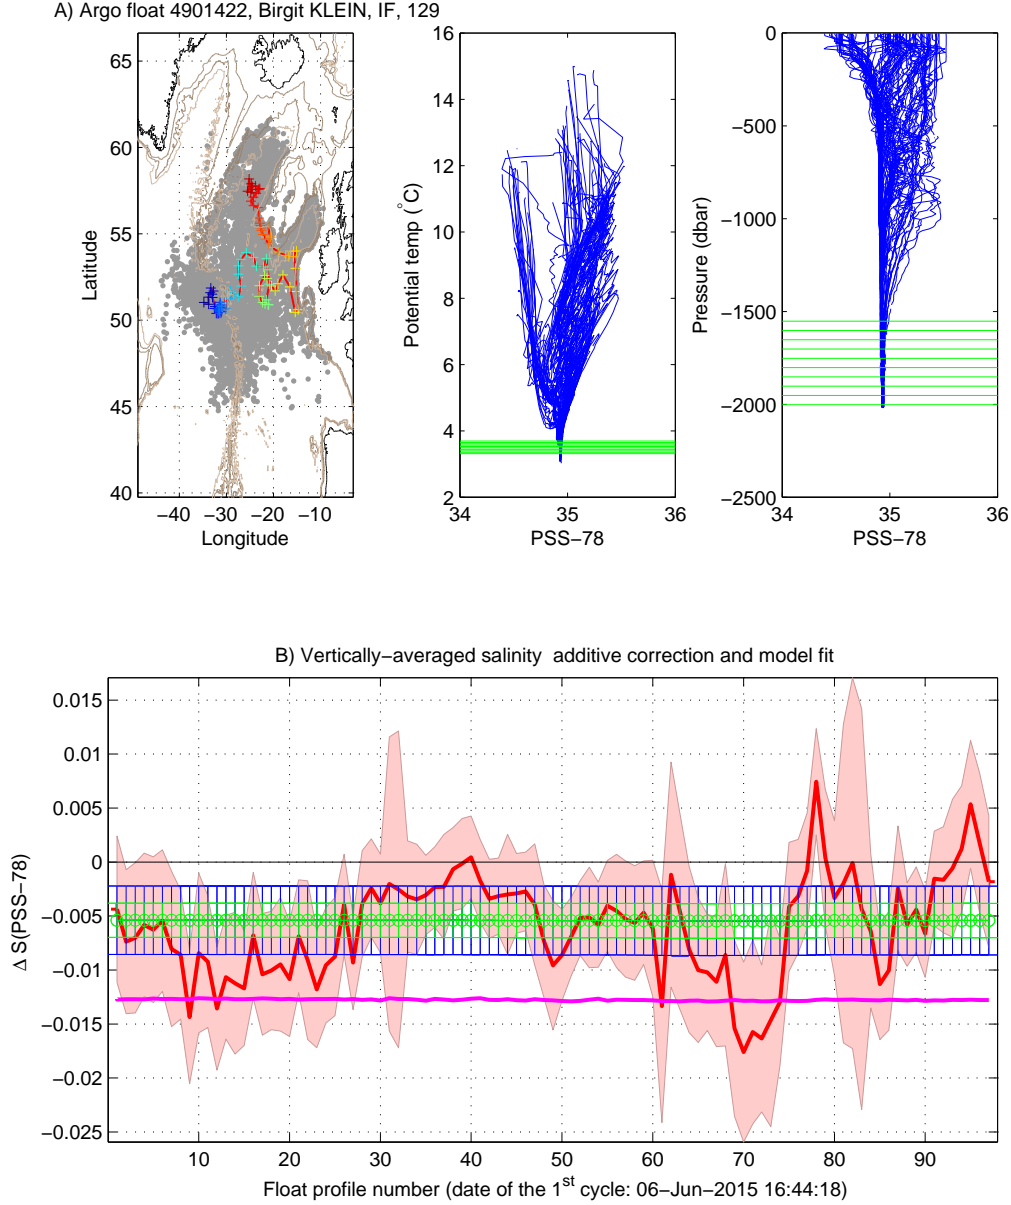 A) Argo float 4901422, Birgit KLEIN, IF, 129
65
60
55
50
45
40
−40 −30 −20 −10
Longitude
Latitude
16
14
12
10
8
6
4
2
34 35 36
PSS−78
Potential temp (°C)
0
−500
−1000
−1500
−2000
−2500
34 35 36
PSS−78
Pressure (dbar)
B) Vertically−averaged salinity additive correction and model fit
0.015
0.01
0.005
0
−0.005
−0.01
−0.015
−0.02
−0.025
Δ S(PSS−78)
10 20 30 40 50 60 70 80 90
Float profile number (date of the 1st cycle: 06−Jun−2015 16:44:18)